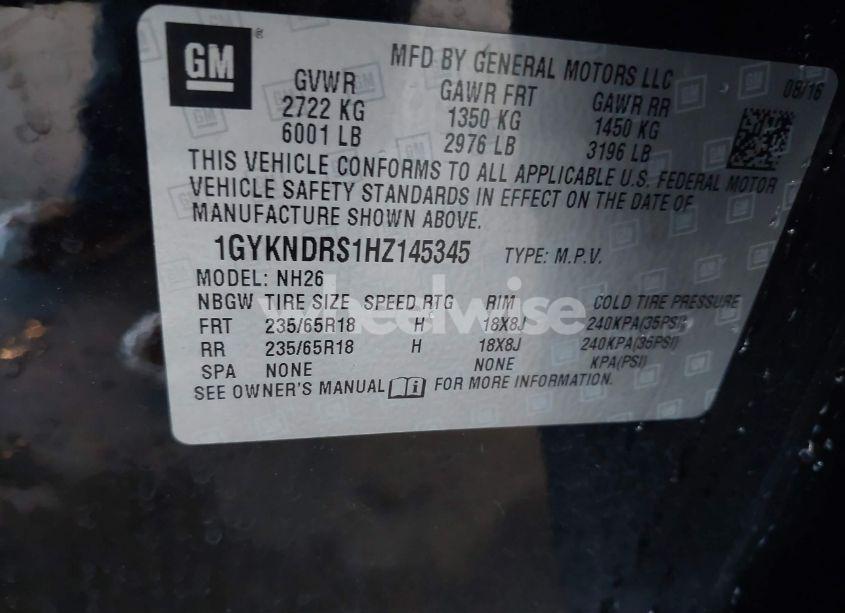 GM
MFD BY GENERAL MOTORS LLC
08/16
GVWR GAWR FRT GAWR RR
2722 KG 1350 KG 1450 KG
6001 LB 2976 LB 3196 LB
THIS VEHICLE CONFORMS TO ALL APPLICABLE U.S. FEDERAL MOTOR
VEHICLE SAFETY STANDARDS IN EFFECT ON THE DATE OF
MANUFACTURE SHOWN ABOVE.
1GYKNDRS1HZ145345 TYPE: M.P.V.
MODEL: NH26
NBGW TIRE SIZE SPEED RTG RIM COLD TIRE PRESSURE
FRT 235/65R18 H 18X8J 240KPA(35PSI)
RR 235/65R18 H 18X8J 240KPA(35PSI)
SPA NONE NONE KPA(PSI)
SEE OWNER'S MANUAL FOR MORE INFORMATION.
wheelwise